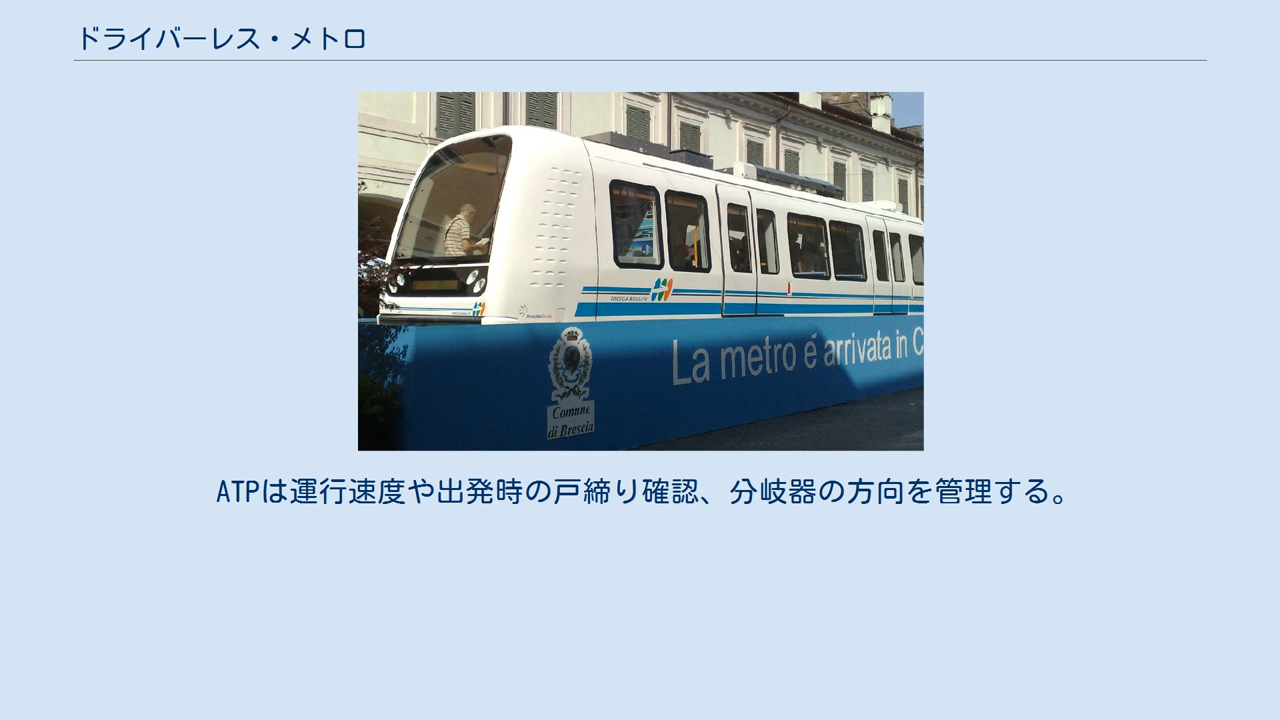 ドライバーレス・メトロ
La metro é arrivata in C
Comune
di Brescia
ATPは運行速度や出発時の戸締り確認、分岐器の方向を管理する。